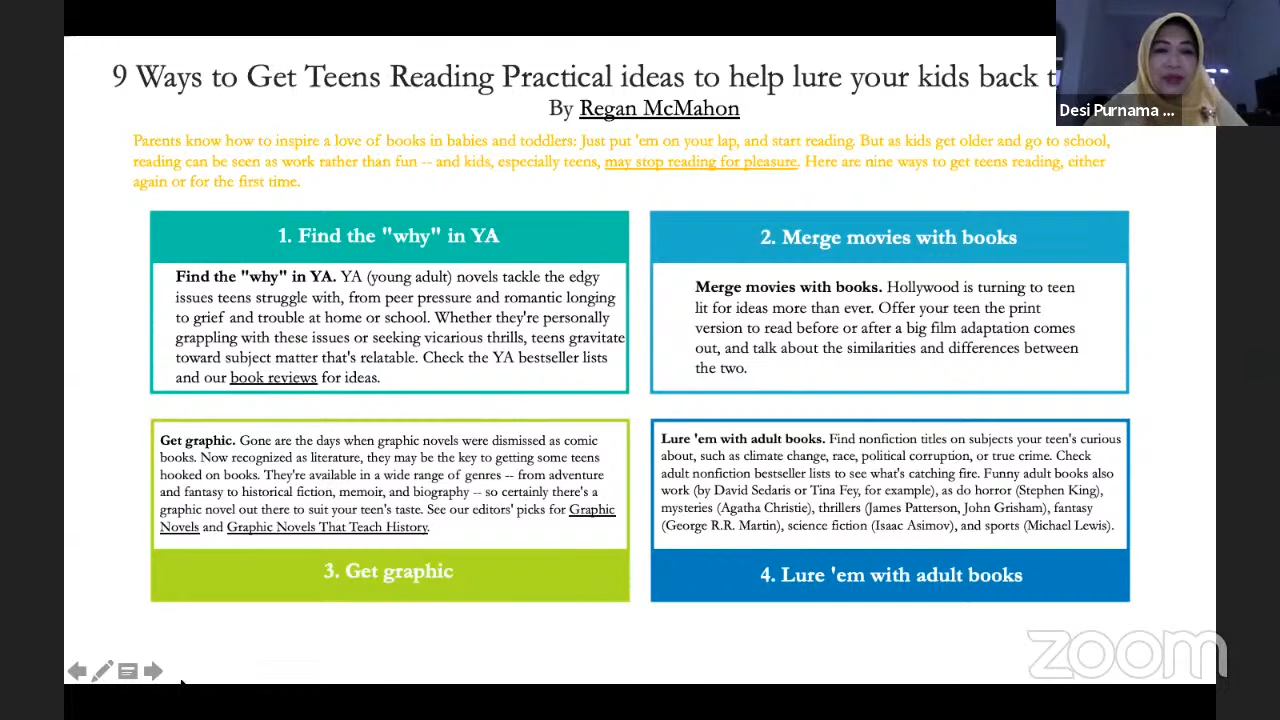 9 Ways to Get Teens Reading Practical ideas to help lure your kids back
By Regan McMahon
Desi Purnama ...
Parents know how to inspire a love of books in babies and toddlers: Just put 'em on your lap, and start reading. But as kids get older and go to school,
reading can be seen as work rather than fun -- and kids, especially teens, may stop reading for pleasure. Here are nine ways to get teens reading, either
again or for the first time.
1. Find the "why" in YA
Find the "why" in YA. YA (young adult) novels tackle the edgy
issues teens struggle with, from peer pressure and romantic longing
to grief and trouble at home or school. Whether they're personally
grappling with these issues or seeking vicarious thrills, teens gravitate
toward subject matter that's relatable. Check the YA bestseller lists
and our book reviews for ideas.
2. Merge movies with books
Merge movies with books. Hollywood is turning to teen
lit for ideas more than ever. Offer your teen the print
version to read before or after a big film adaptation comes
out, and talk about the similarities and differences between
the two.
Get graphic. Gone are the days when graphic novels were dismissed as comic
books. Now recognized as literature, they may be the key to getting some teens
hooked on books. They're available in a wide range of genres -- from adventure
and fantasy to historical fiction, memoir, and biography -- so certainly there's a
graphic novel out there to suit your teen's taste. See our editors' picks for Graphic
Novels and Graphic Novels That Teach History.
3. Get graphic
Lure 'em with adult books. Find nonfiction titles on subjects your teen's curious
about, such as climate change, race, political corruption, or true crime. Check
adult nonfiction bestseller lists to see what's catching fire. Funny adult books also
work (by David Sedaris or Tina Fey, for example), as do horror (Stephen King),
mysteries (Agatha Christie), thrillers (James Patterson, John Grisham), fantasy
(George R.R. Martin), science fiction (Isaac Asimov), and sports (Michael Lewis).
4. Lure 'em with adult books
zoom